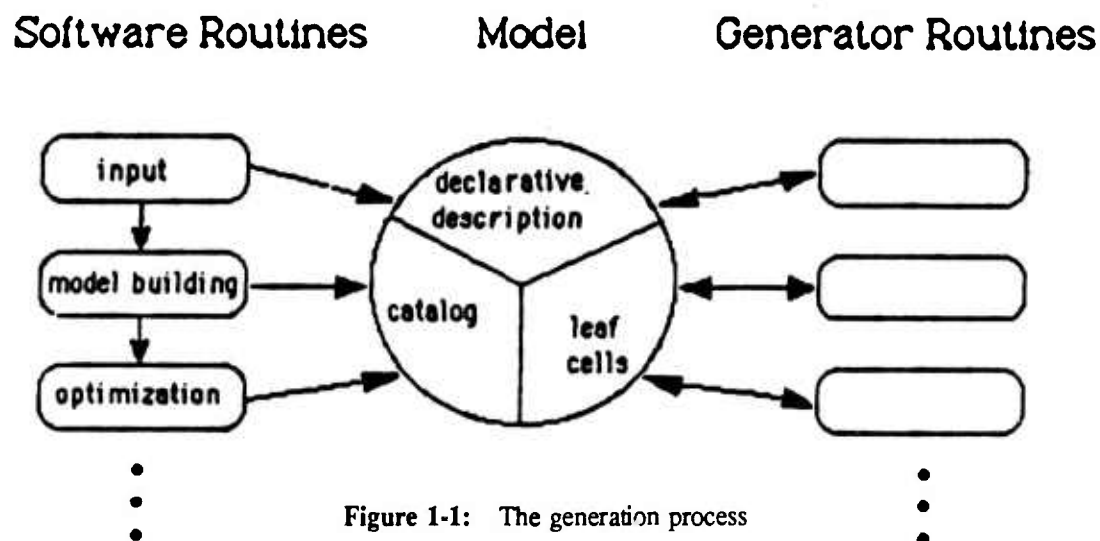 Software Routines Model Generator Routines
input
declarative
description
model building
catalog
leaf
cells
optimization
Figure 1-1: The generation process